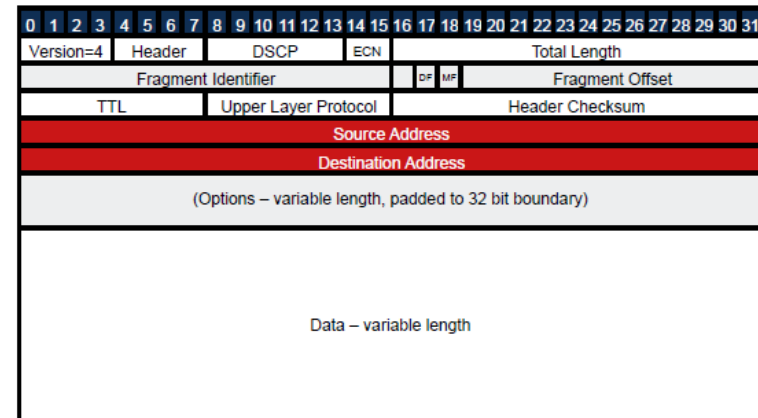 0 1 2 3 4 5 6 7 8 9 10 11 12 13 14 15 16 17 18 19 20 21 22 23 24 25 26 27 28 29 30 31
Version=4 Header DSCP ECN Total Length
Fragment Identifier DF MF Fragment Offset
TTL Upper Layer Protocol Header Checksum
Source Address
Destination Address
(Options – variable length, padded to 32 bit boundary)
Data – variable length